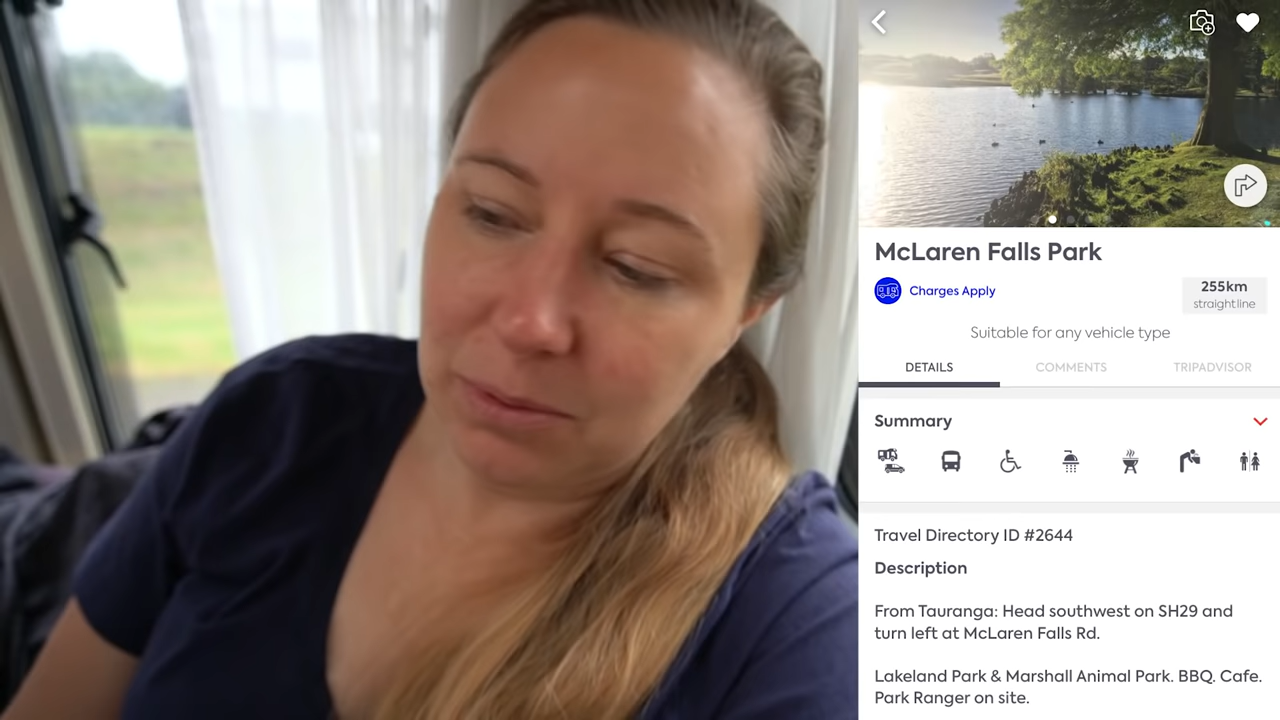 McLaren Falls Park
Charges Apply
255km
straightline
Suitable for any vehicle type
DETAILS
COMMENTS
TRIPADVISOR
Summary
Travel Directory ID #2644
Description
From Tauranga: Head southwest on SH29 and
turn left at McLaren Falls Rd.
Lakeland Park & Marshall Animal Park. BBQ. Cafe.
Park Ranger on site.